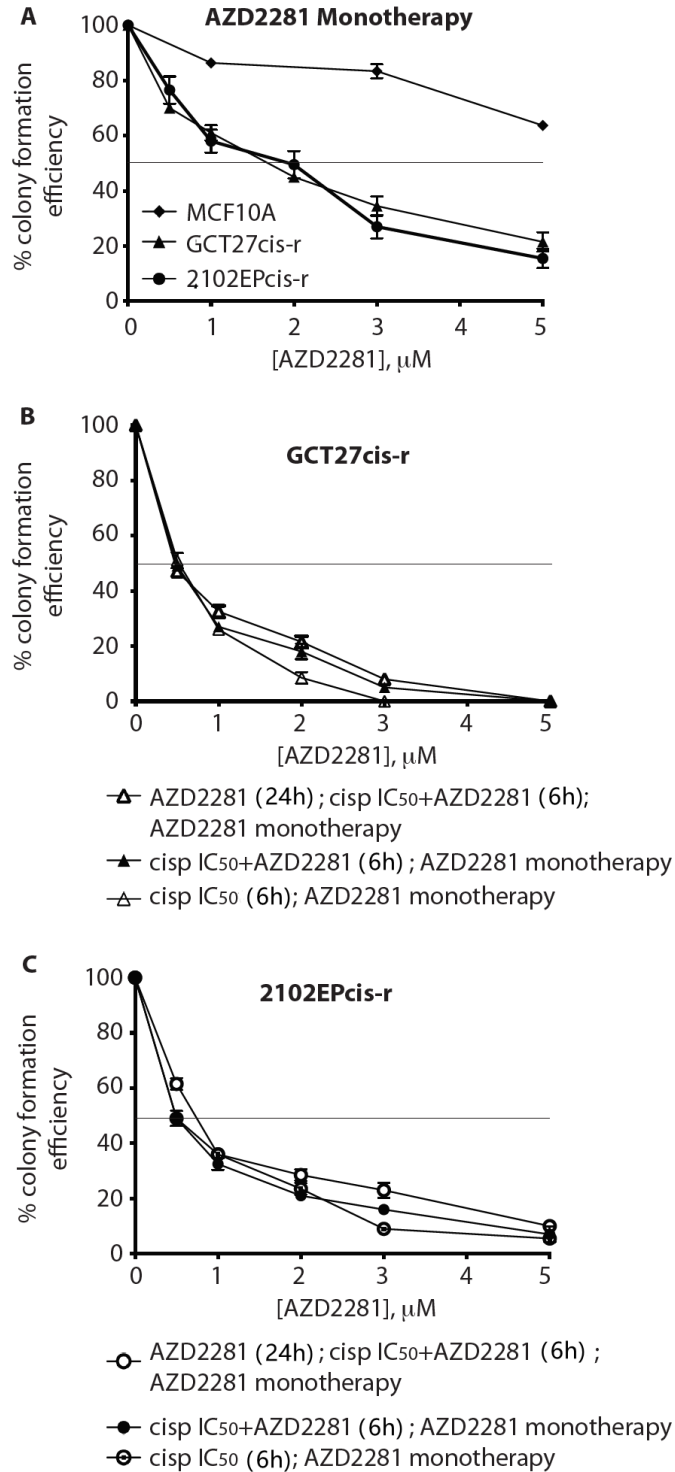 A
AZD2281 Monotherapy
% colony formation
efficiency
100
80
60
40
20
0
MCF10A
GCT27cis-r
2102EPcis-r
0 1 2 3 4 5
[AZD2281], μM
B
GCT27cis-r
% colony formation
efficiency
100
80
60
40
20
0
0 1 2 3 4 5
[AZD2281], μM
AZD2281 (24h) ; cisp IC50+AZD2281 (6h);
AZD2281 monotherapy
cisp IC50+AZD2281 (6h) ; AZD2281 monotherapy
cisp IC50 (6h); AZD2281 monotherapy
C
2102EPcis-r
% colony formation
efficiency
100
80
60
40
20
0
0 1 2 3 4 5
[AZD2281], μM
AZD2281 (24h) ; cisp IC50+AZD2281 (6h) ;
AZD2281 monotherapy
cisp IC50+AZD2281 (6h) ; AZD2281 monotherapy
cisp IC50 (6h); AZD2281 monotherapy